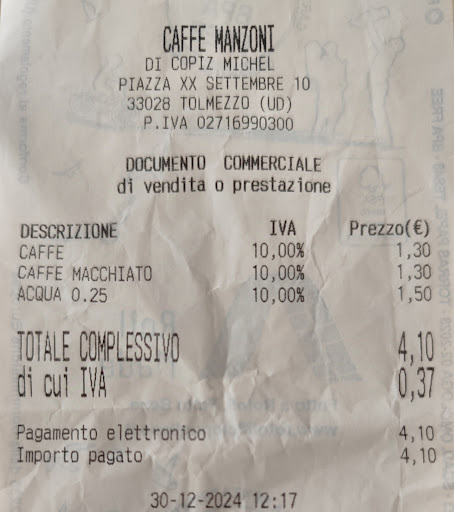 CAFFE MANZONI
DI COPIZ MICHEL
PIAZZA XX SETTEMBRE 10
33028 TOLMEZZO (UD)
P.IVA 02716990300
DOCUMENTO COMMERCIALE
di vendita o prestazione
DESCRIZIONE IVA Prezzo(€)
CAFFE 10,00% 1,30
CAFFE MACCHIATO 10,00% 1,30
ACQUA 0.25 10,00% 1,50
TOTALE COMPLESSIVO 4,10
di cui IVA 0,37
Pagamento elettronico 4,10
Importo pagato 4,10
30-12-2024 12:17